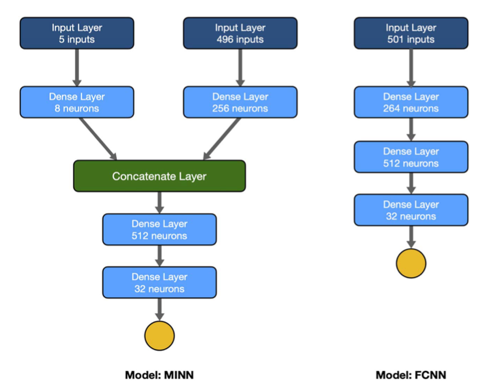 Input Layer
5 inputs
Input Layer
496 inputs
Dense Layer
8 neurons
Dense Layer
256 neurons
Concatenate Layer
Dense Layer
512 neurons
Dense Layer
32 neurons
Model: MINN
Input Layer
501 inputs
Dense Layer
264 neurons
Dense Layer
512 neurons
Dense Layer
32 neurons
Model: FCNN